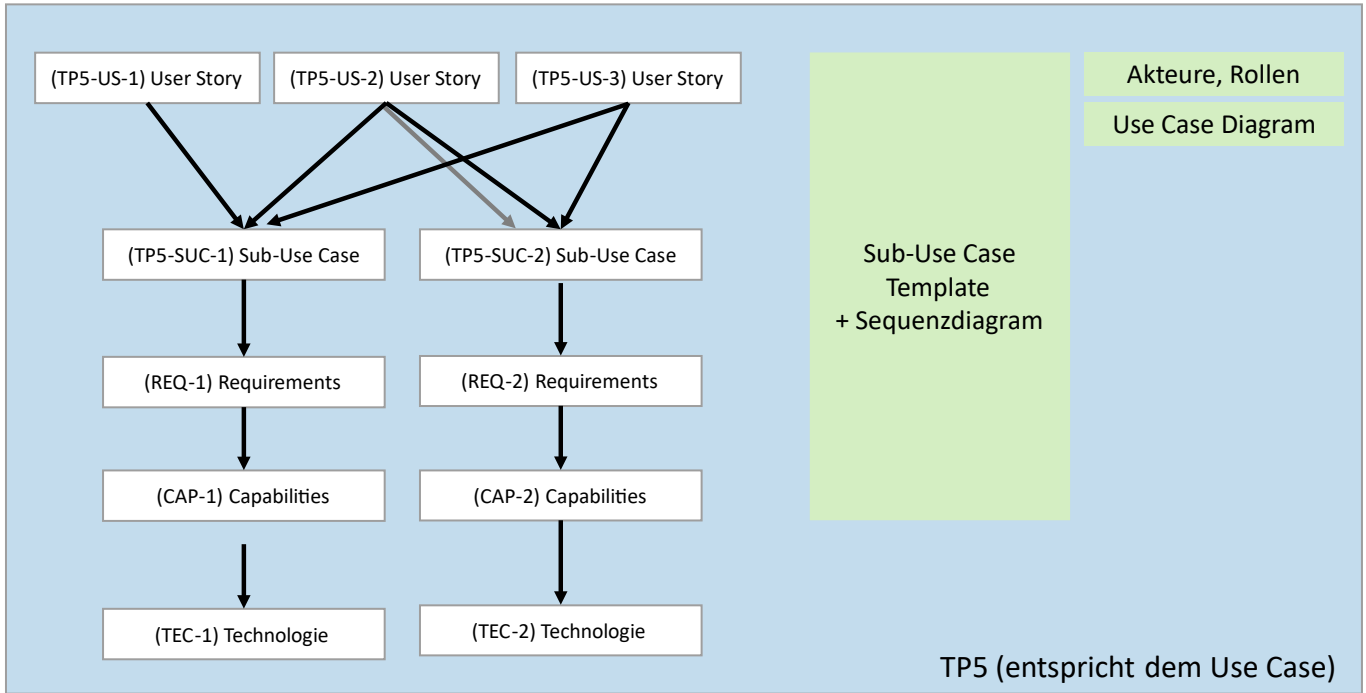 (TP5-US-1) User Story
(TP5-US-2) User Story
(TP5-US-3) User Story
Akteure, Rollen
Use Case Diagram
(TP5-SUC-1) Sub-Use Case
(TP5-SUC-2) Sub-Use Case
Sub-Use Case
Template
+ Sequenzdiagram
(REQ-1) Requirements
(REQ-2) Requirements
(CAP-1) Capabilities
(CAP-2) Capabilities
(TEC-1) Technologie
(TEC-2) Technologie
TP5 (entspricht dem Use Case)